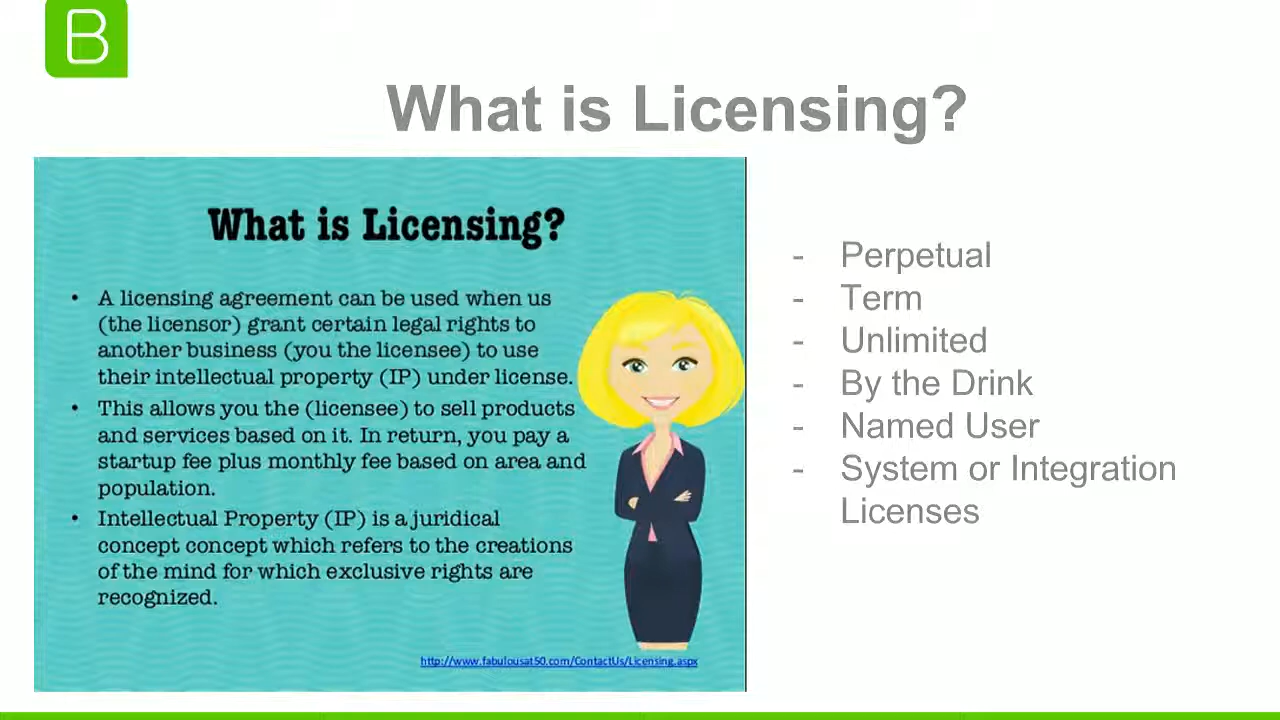 B
What is Licensing?
What is Licensing?
• A licensing agreement can be used when us
(the licensor) grant certain legal rights to
another business (you the licensee) to use
their intellectual property (IP) under license.
• This allows you the (licensee) to sell products
and services based on it. In return, you pay a
startup fee plus monthly fee based on area and
population.
• Intellectual Property (IP) is a juridical
concept concept which refers to the creations
of the mind for which exclusive rights are
recognized.
http://www.fabulousat50.com/ContactUs/Licensing.aspx
- Perpetual
- Term
- Unlimited
- By the Drink
- Named User
- System or Integration
Licenses